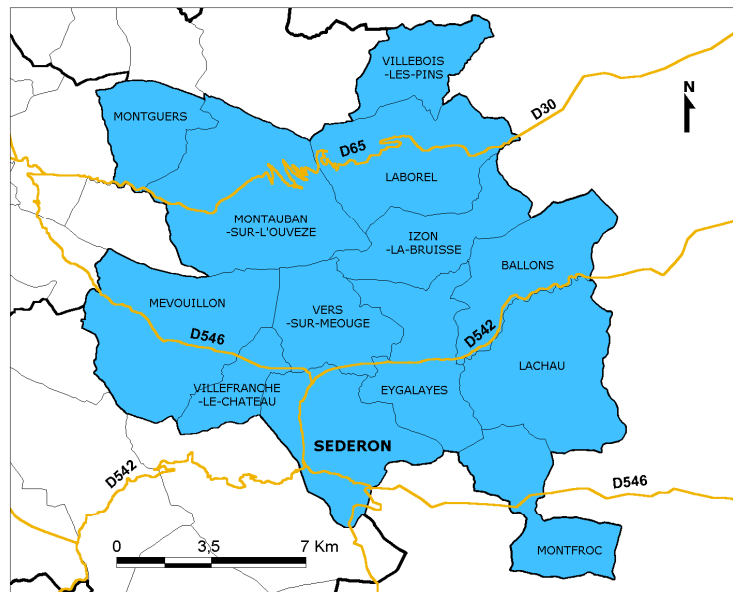 VILLEBOIS
-LES-PINS
N
D30
MONTGUERS
D65
LABOREL
MONTAUBAN
-SUR-L'OUVEZE
IZON
-LA-BRUISSE
BALLONS
MEVOUILLON
VERS
-SUR-MEOUGE
D546
D542
LACHAU
VILLEFRANCHE
-LE-CHATEAU
EYGALAYES
SEDERON
D542
D546
0
3,5
7 Km
MONTFROC